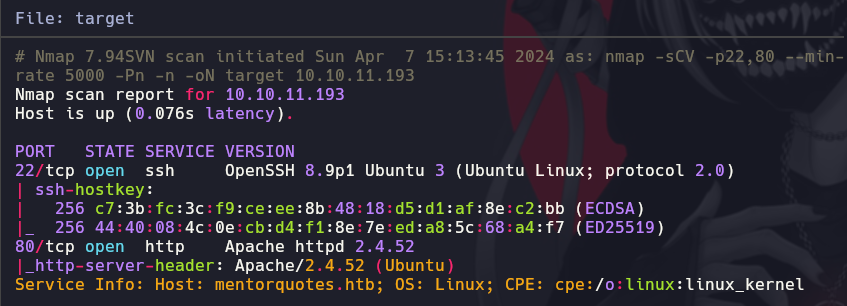 File: target
# Nmap 7.94SVN scan initiated Sun Apr  7 15:13:45 2024 as: nmap -sCV -p22,80 --min-
rate 5000 -Pn -n -oN target 10.10.11.193
Nmap scan report for 10.10.11.193
Host is up (0.076s latency).
PORT   STATE SERVICE VERSION
22/tcp open  ssh     OpenSSH 8.9p1 Ubuntu 3 (Ubuntu Linux; protocol 2.0)
| ssh-hostkey:
|   256 c7:3b:fc:3c:f9:ce:ee:8b:48:18:d5:d1:af:8e:c2:bb (ECDSA)
|_  256 44:40:08:4c:0e:cb:d4:f1:8e:7e:ed:a8:5c:68:a4:f7 (ED25519)
80/tcp open  http    Apache httpd 2.4.52
|_http-server-header: Apache/2.4.52 (Ubuntu)
Service Info: Host: mentorquotes.htb; OS: Linux; CPE: cpe:/o:linux:linux_kernel